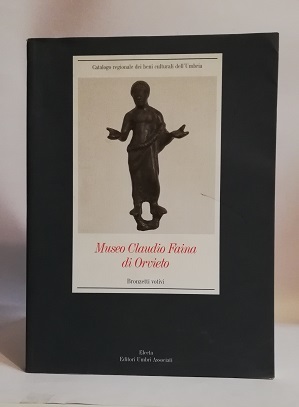 Catalogo regionale dei beni culturali dell'Umbria
Museo Claudio Faina
di Orvieto
Bronzetti votivi
Electa
Editori Umbri Associati